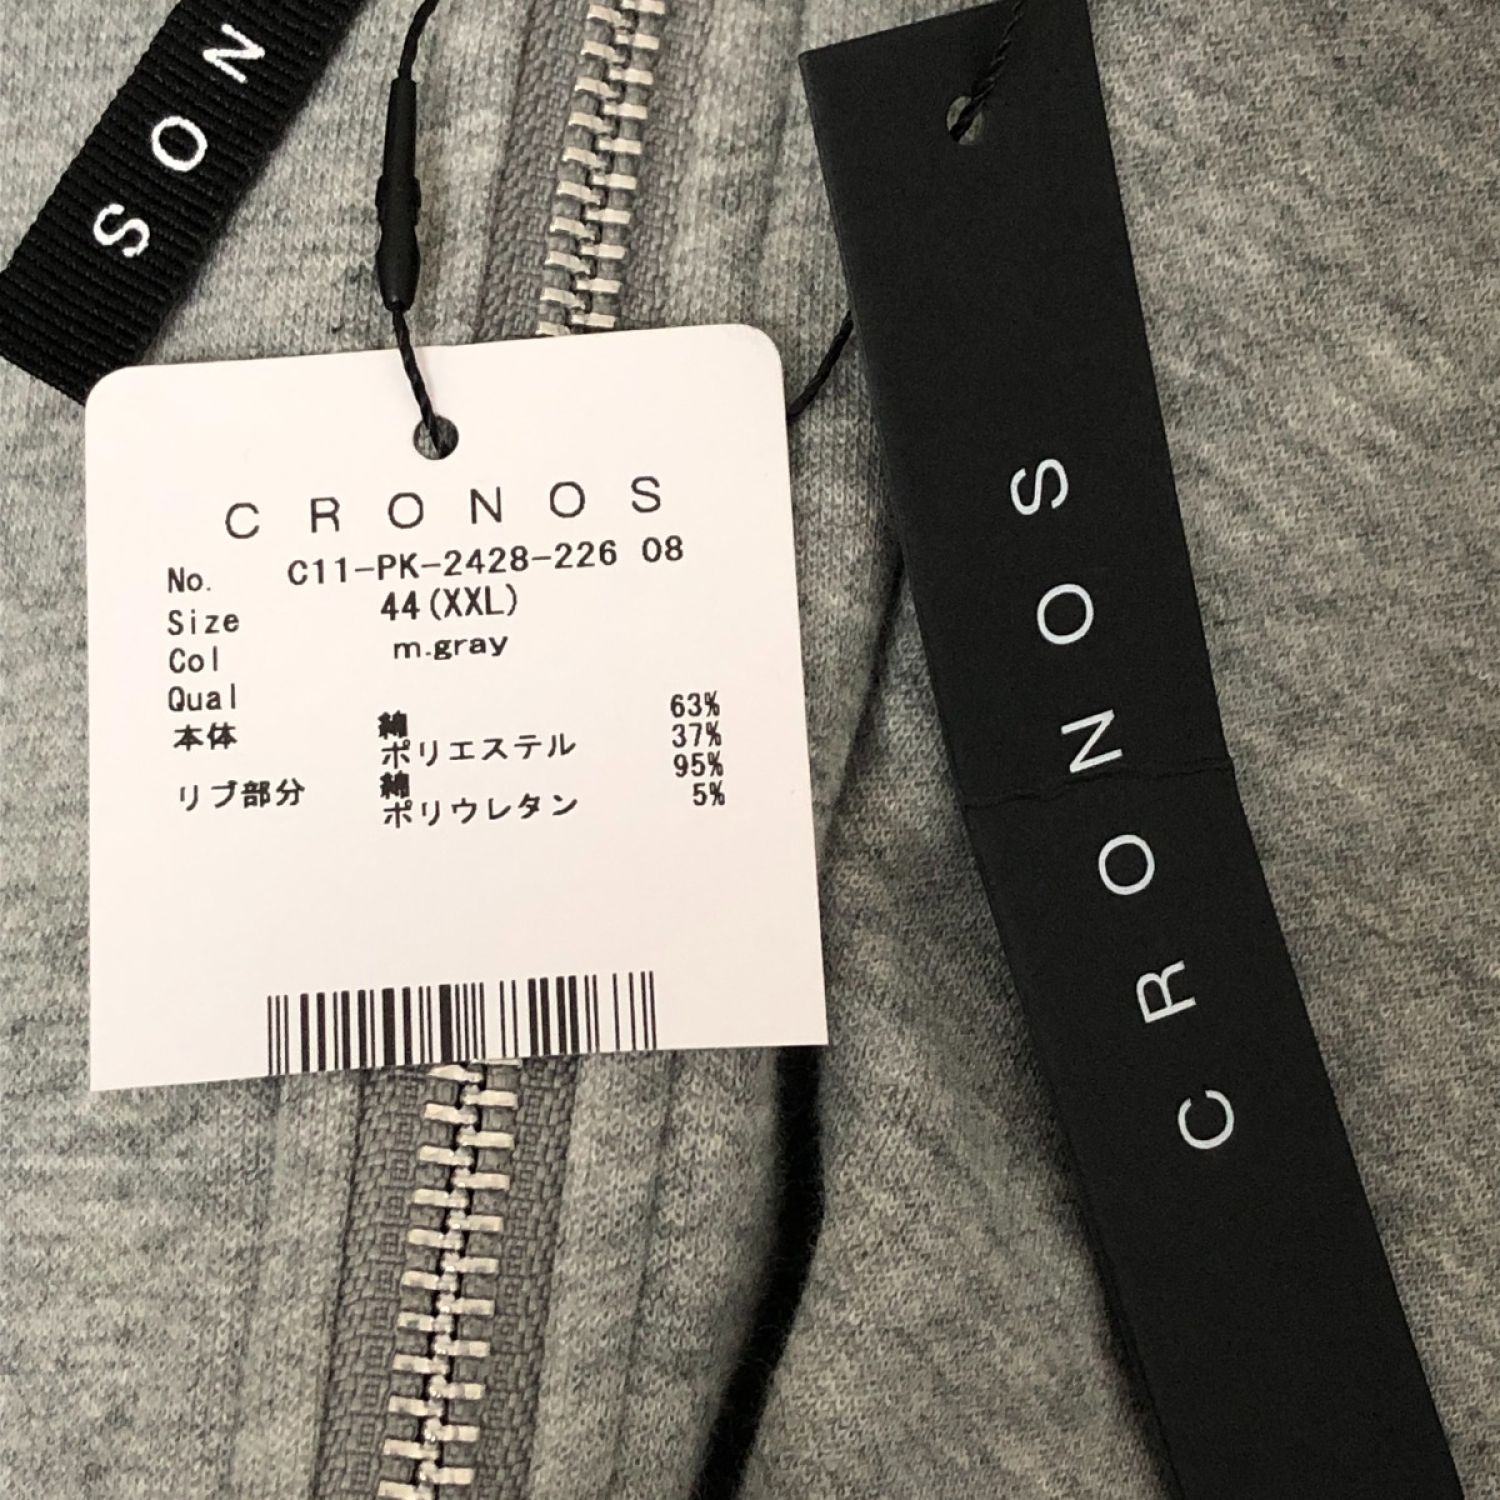 SON
CRONOS
No. C11-PK-2428-226 08
Size 44(XXL)
Col m.gray
Qual
本体 綿 63%
ポリエステル 37%
リブ部分 綿 95%
ポリウレタン 5%
CRONOS